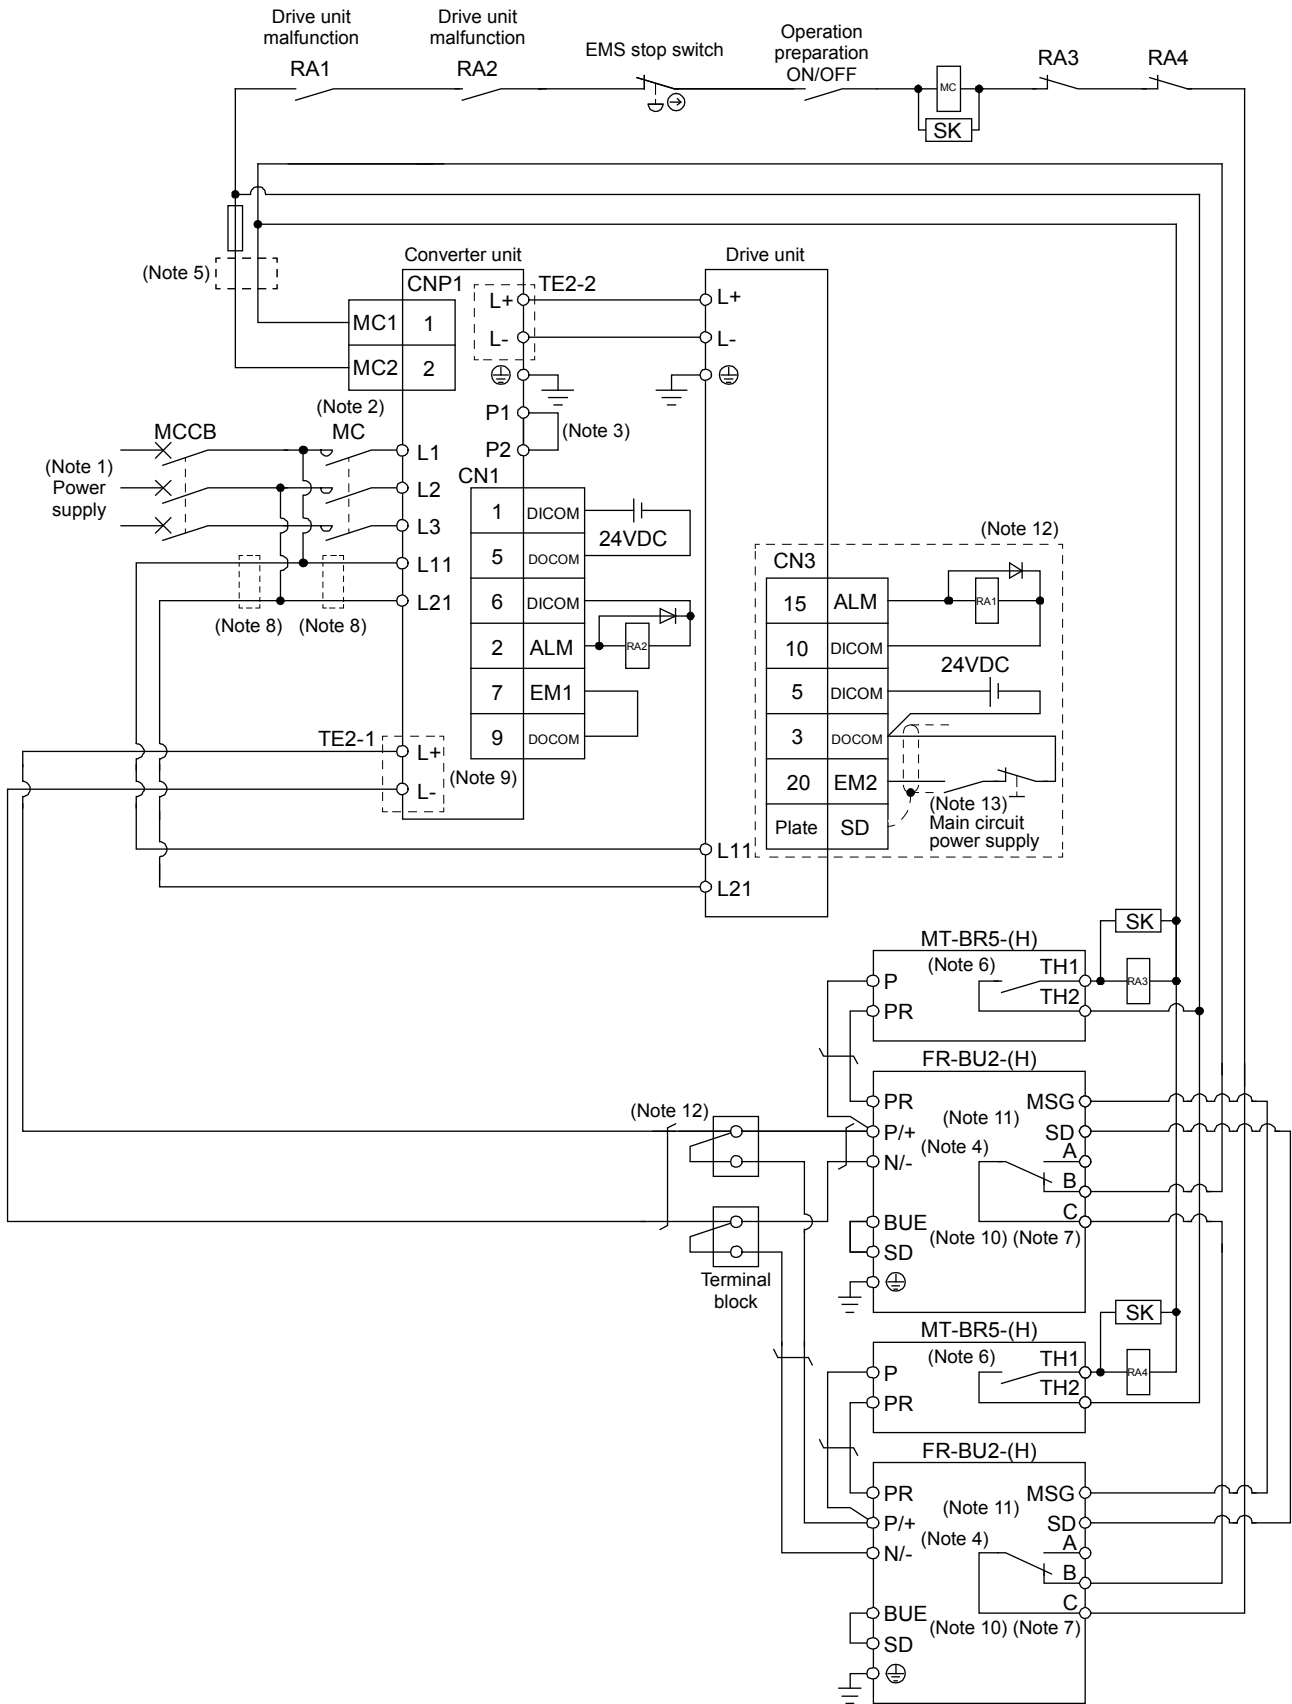 Drive unit
malfunction
RA1
Drive unit
malfunction
RA2
EMS stop switch
Operation
preparation
ON/OFF
MC
SK
RA3
RA4
(Note 5)
Converter unit
CNP1
MC1 1
MC2 2
L+ TE2-2
L-
Drive unit
L+
L-
(Note 2)
P1
P2
(Note 3)
MCCB
MC
(Note 1)
Power
supply
L1
L2
L3
L11
L21
(Note 8) (Note 8)
CN1
1 DICOM
5 DOCOM
24VDC
6 DICOM
2 ALM
RA2
7 EM1
9 DOCOM
(Note 9)
TE2-1
L+
L-
(Note 12)
CN3
15 ALM
RA1
10 DICOM
24VDC
5 DICOM
3 DOCOM
20 EM2
Plate SD
(Note 13)
Main circuit
power supply
L11
L21
MT-BR5-(H)
(Note 6)
P
PR
TH1
TH2
SK
RA3
FR-BU2-(H)
PR
P/+
N/-
(Note 11)
(Note 4)
MSG
SD
A
B
C
BUE
SD
(Note 10) (Note 7)
(Note 12)
Terminal
block
MT-BR5-(H)
(Note 6)
P
PR
TH1
TH2
SK
RA4
FR-BU2-(H)
PR
P/+
N/-
(Note 11)
(Note 4)
MSG
SD
A
B
C
BUE
SD
(Note 10) (Note 7)